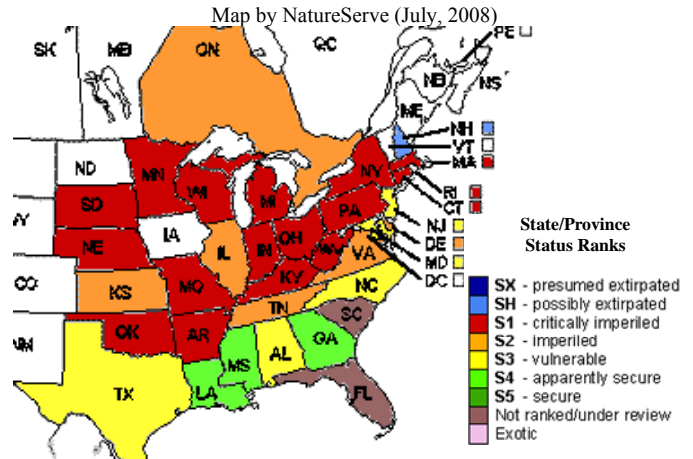 Map by NatureServe (July, 2008)
SK
MB
ON
QC
PE
NB
NS
ME
NH
VT
MA
ND
MN
WI
MI
NY
RI
CT
SD
PA
NJ
IA
DE
NE
IL
IN
OH
WV
VA
MD
DC
CO
KS
MO
KY
NC
TN
OK
AR
SC
MS
AL
GA
TX
LA
FL
State/Province
Status Ranks
SX - presumed extirpated
SH - possibly extirpated
S1 - critically imperiled
S2 - imperiled
S3 - vulnerable
S4 - apparently secure
S5 - secure
Not ranked/under review
Exotic